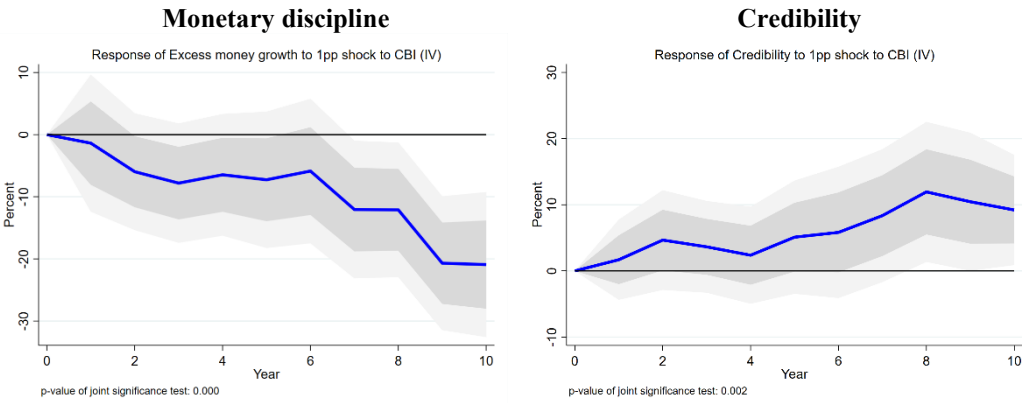 Monetary discipline
Response of Excess money growth to 1pp shock to CBI (IV)
Percent
10
0
-10
-20
-30
0 2 4 6 8 10
Year
p-value of joint significance test: 0.000
Credibility
Response of Credibility to 1pp shock to CBI (IV)
Percent
30
20
10
0
-10
0 2 4 6 8 10
Year
p-value of joint significance test: 0.002